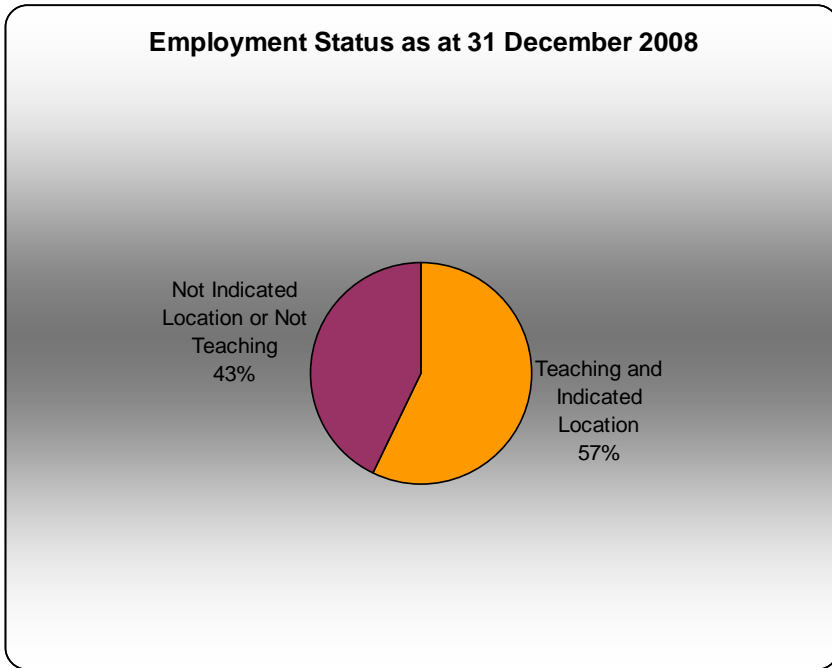 Employment Status as at 31 December 2008
Not Indicated
Location or Not
Teaching
43%
Teaching and
Indicated
Location
57%